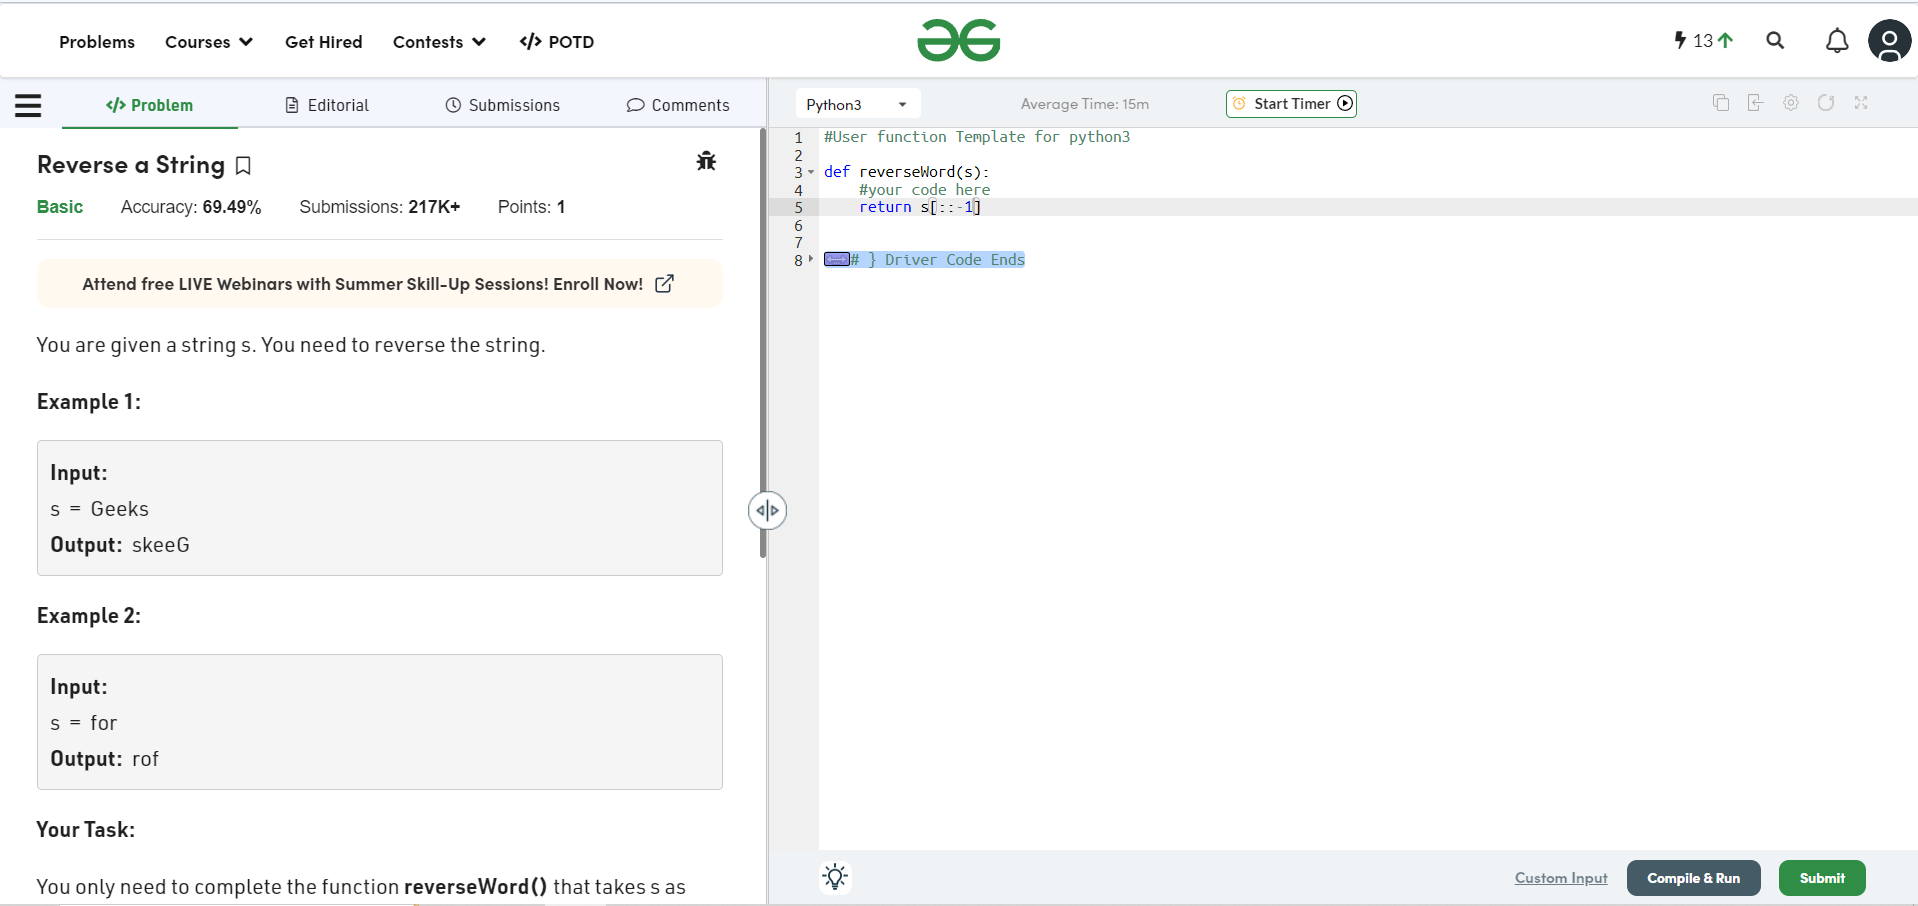 Problems Courses Get Hired Contests </> POTD 13
</> Problem Editorial Submissions Comments
Reverse a String
Basic Accuracy: 69.49% Submissions: 217K+ Points: 1
Attend free LIVE Webinars with Summer Skill-Up Sessions! Enroll Now!
You are given a string s. You need to reverse the string.
Example 1:
Input:
s = Geeks
Output: skeeG
Example 2:
Input:
s = for
Output: rof
Your Task:
You only need to complete the function reverseWord() that takes s as
Python3 Average Time: 15m Start Timer
1 #User function Template for python3
2
3 def reverseWord(s):
4 #your code here
5 return s[::-1]
6
7
8 # } Driver Code Ends
Custom Input Compile & Run Submit